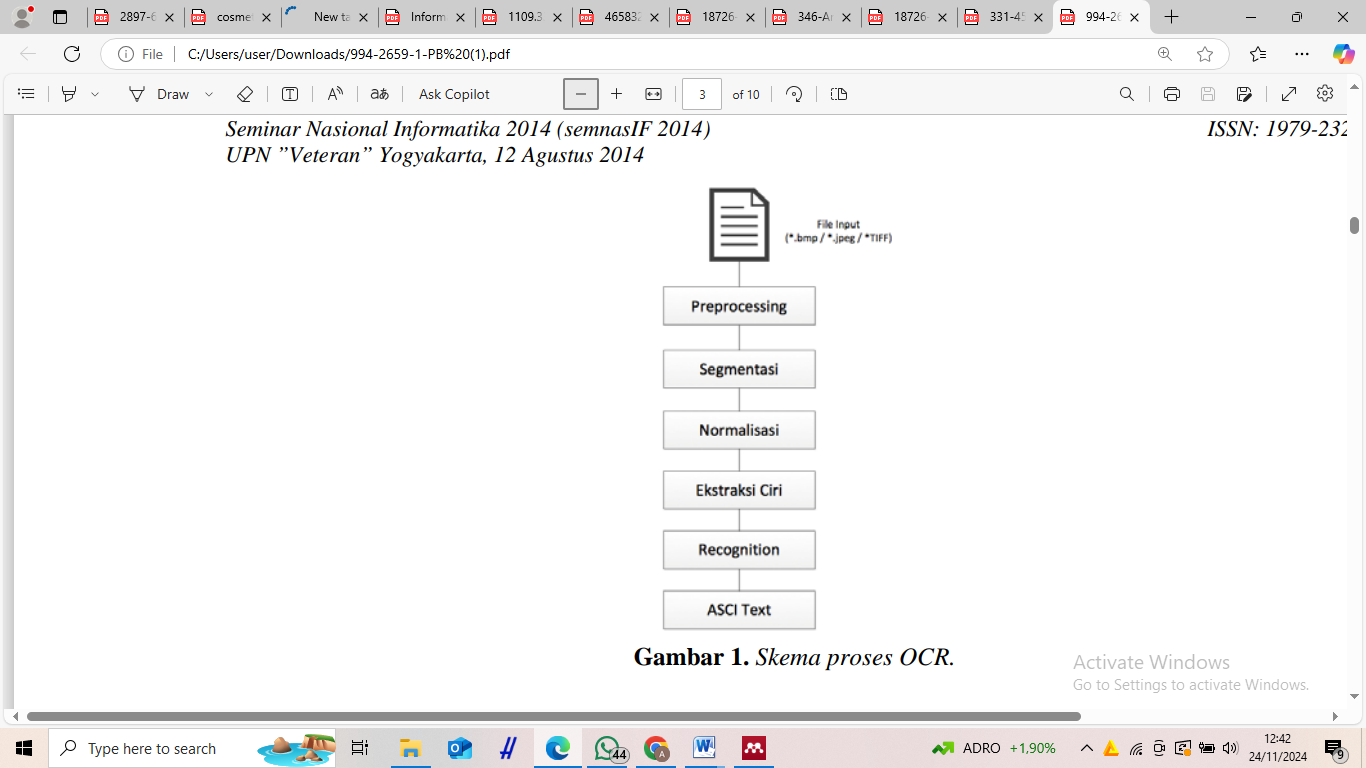 2897-6
cosme
New ta
Inform
1109.3
46583
18726-
346-A
18726-
331-45
994-26
File
C:/Users/user/Downloads/994-2659-1-PB%20(1).pdf
Draw
Ask Copilot
3 of 10
Seminar Nasional Informatika 2014 (semnasIF 2014)
ISSN: 1979-232
UPN ”Veteran” Yogyakarta, 12 Agustus 2014
File Input
(*.bmp / *.jpeg / *TIFF)
Preprocessing
Segmentasi
Normalisasi
Ekstraksi Ciri
Recognition
ASCI Text
Gambar 1. Skema proses OCR.
Activate Windows
Go to Settings to activate Windows.
Type here to search
44
ADRO +1,90%
12:42
24/11/2024
9